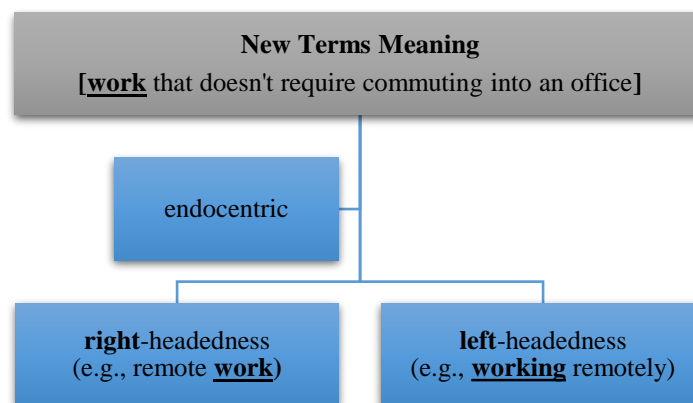 New Terms Meaning
[work that doesn't require commuting into an office]
endocentric
right-headedness
(e.g., remote work)
left-headedness
(e.g., working remotely)